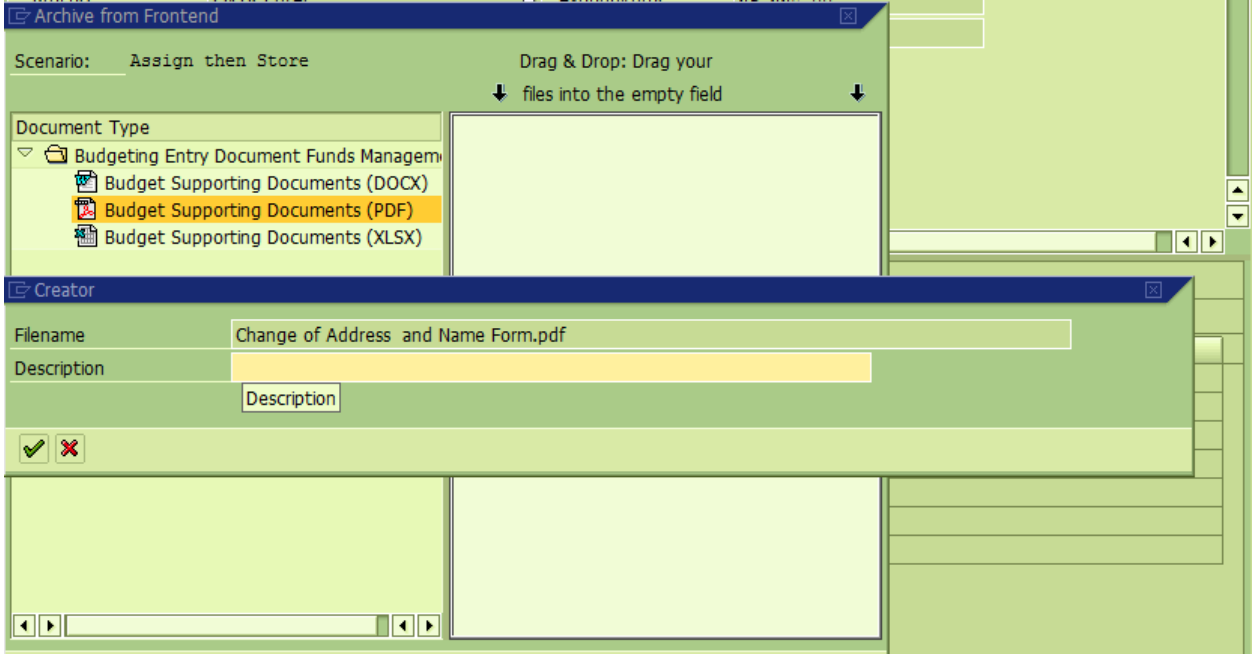 Archive from Frontend
Scenario: Assign then Store
Drag & Drop: Drag your
files into the empty field
Document Type
Budgeting Entry Document Funds Managem
Budget Supporting Documents (DOCX)
Budget Supporting Documents (PDF)
Budget Supporting Documents (XLSX)
Creator
Filename Change of Address and Name Form.pdf
Description
Description